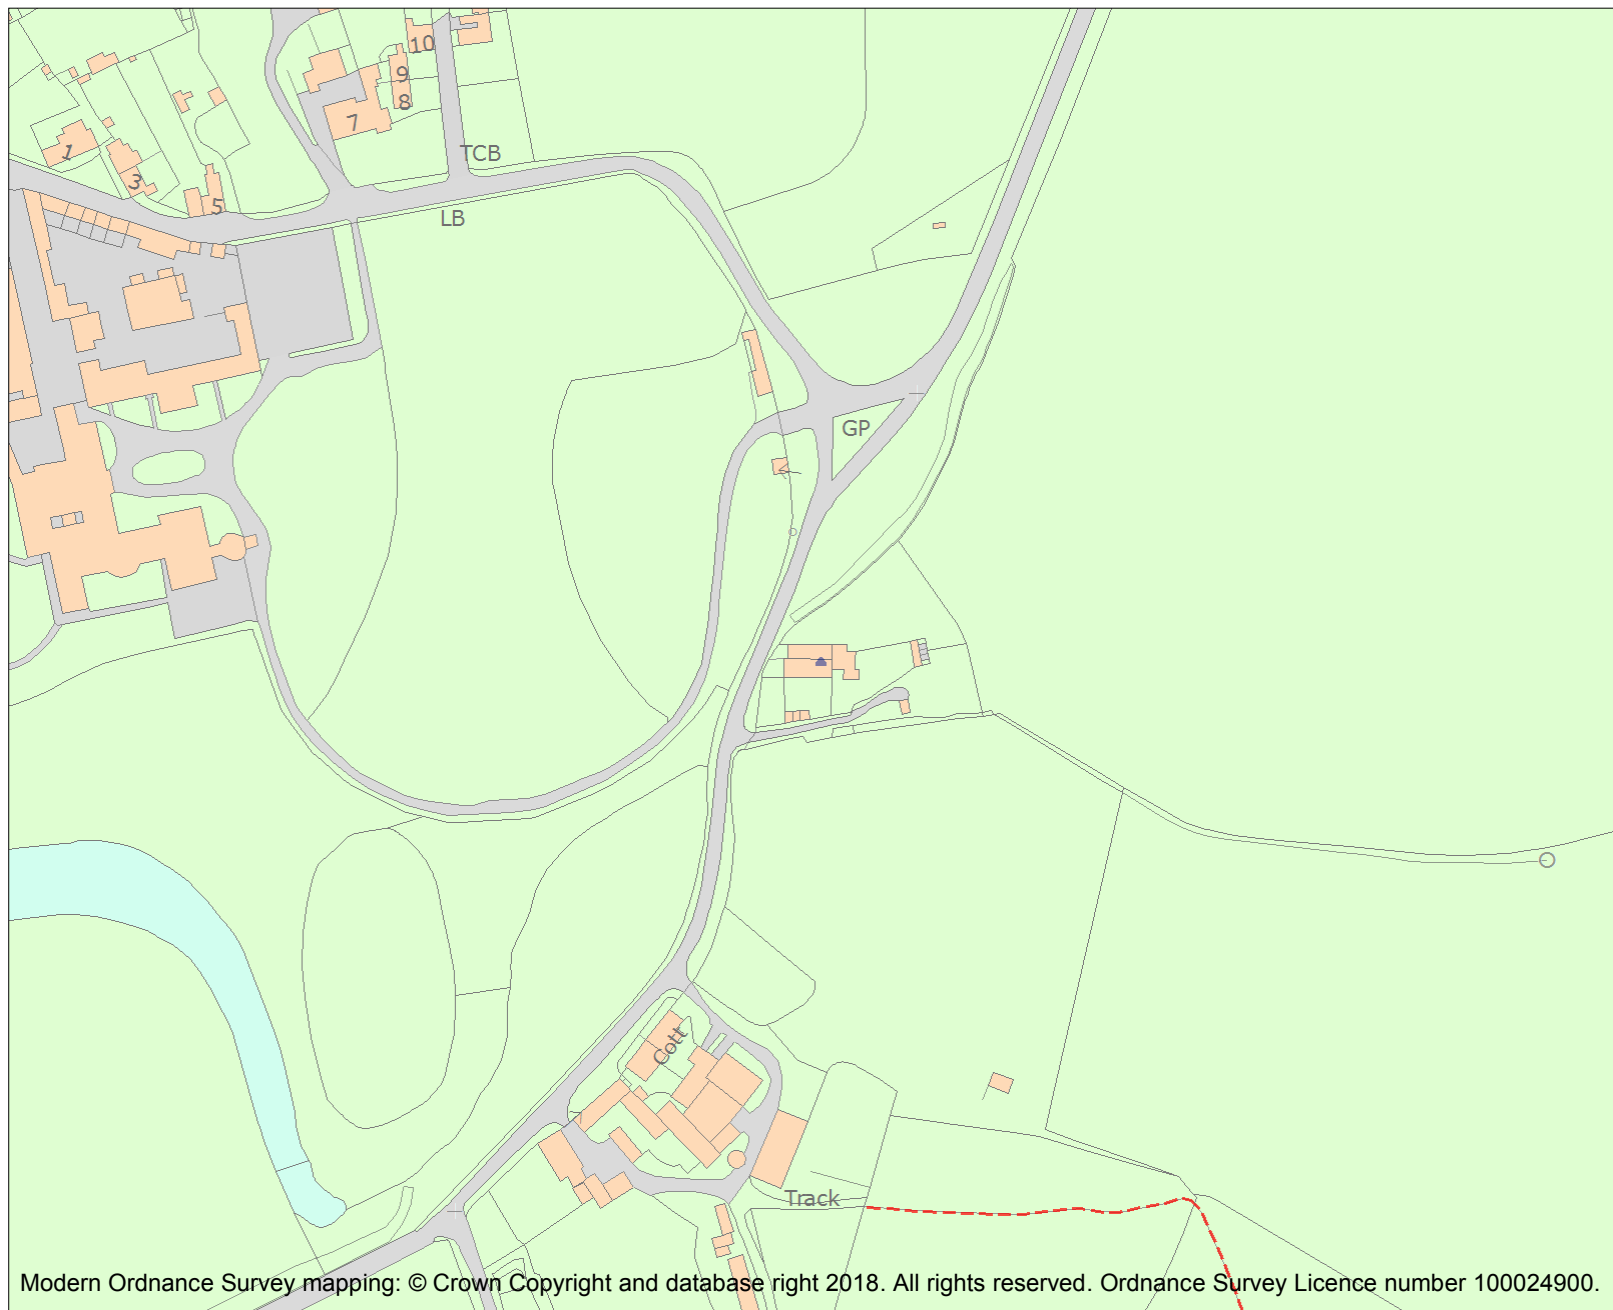 10
9
8
7
1
3
5
TCB
LB
GP
Cott
Track
Modern Ordnance Survey mapping: © Crown Copyright and database right 2018. All rights reserved. Ordnance Survey Licence number 100024900.